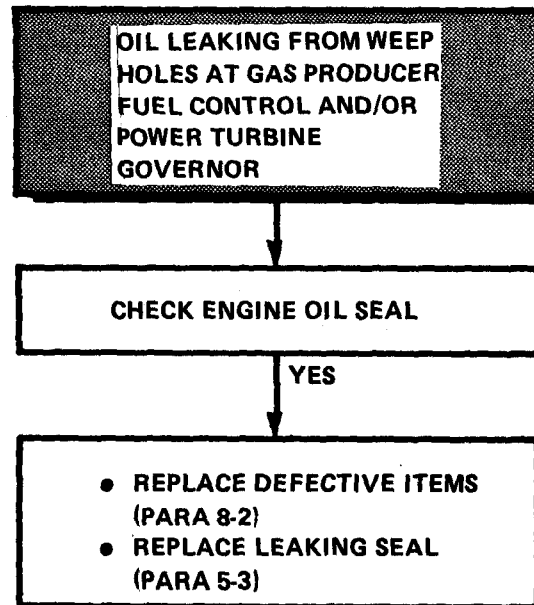 OIL LEAKING FROM WEEP
HOLES AT GAS PRODUCER
FUEL CONTROL AND/OR
POWER TURBINE
GOVERNOR
CHECK ENGINE OIL SEAL
YES
• REPLACE DEFECTIVE ITEMS
(PARA 8-2)
• REPLACE LEAKING SEAL
(PARA 5-3)